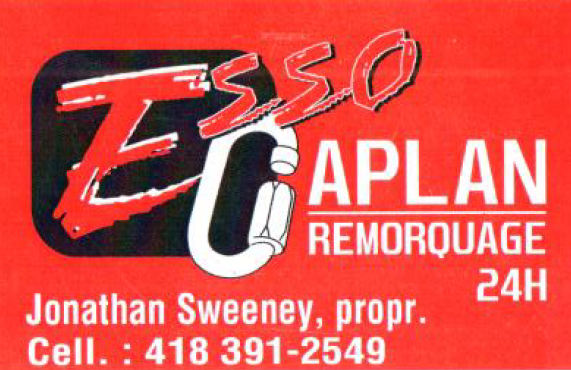 Esso
CAPLAN
REMORQUAGE
24H
Jonathan Sweeney, propr.
Cell. : 418 391-2549